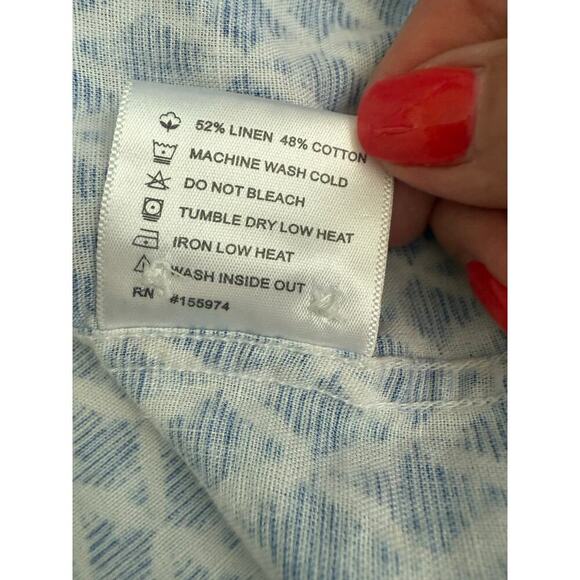 52% LINEN 48% COTTON
MACHINE WASH COLD
DO NOT BLEACH
TUMBLE DRY LOW HEAT
IRON LOW HEAT
WASH INSIDE OUT
RN #155974